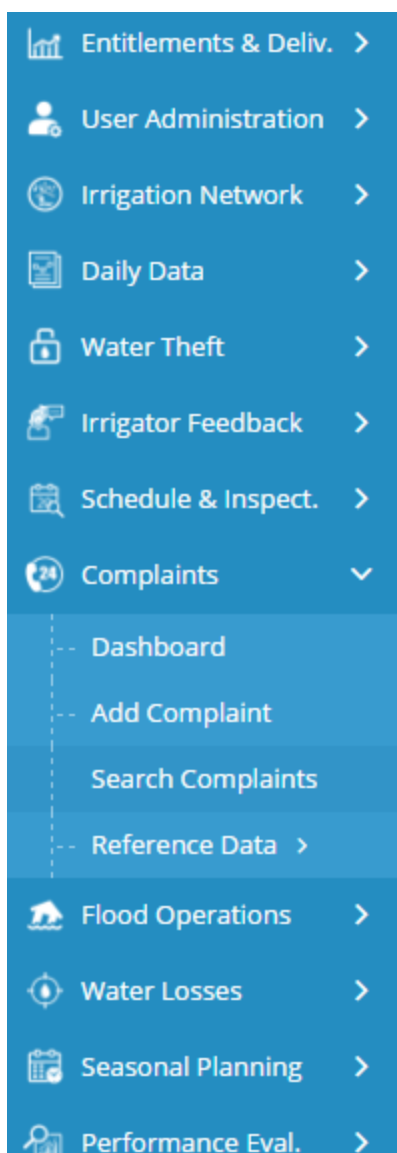 Entitlements & Deliv.
User Administration
Irrigation Network
Daily Data
Water Theft
Irrigator Feedback
Schedule & Inspect.
24 Complaints
Dashboard
Add Complaint
Search Complaints
Reference Data
Flood Operations
Water Losses
Seasonal Planning
Performance Eval.